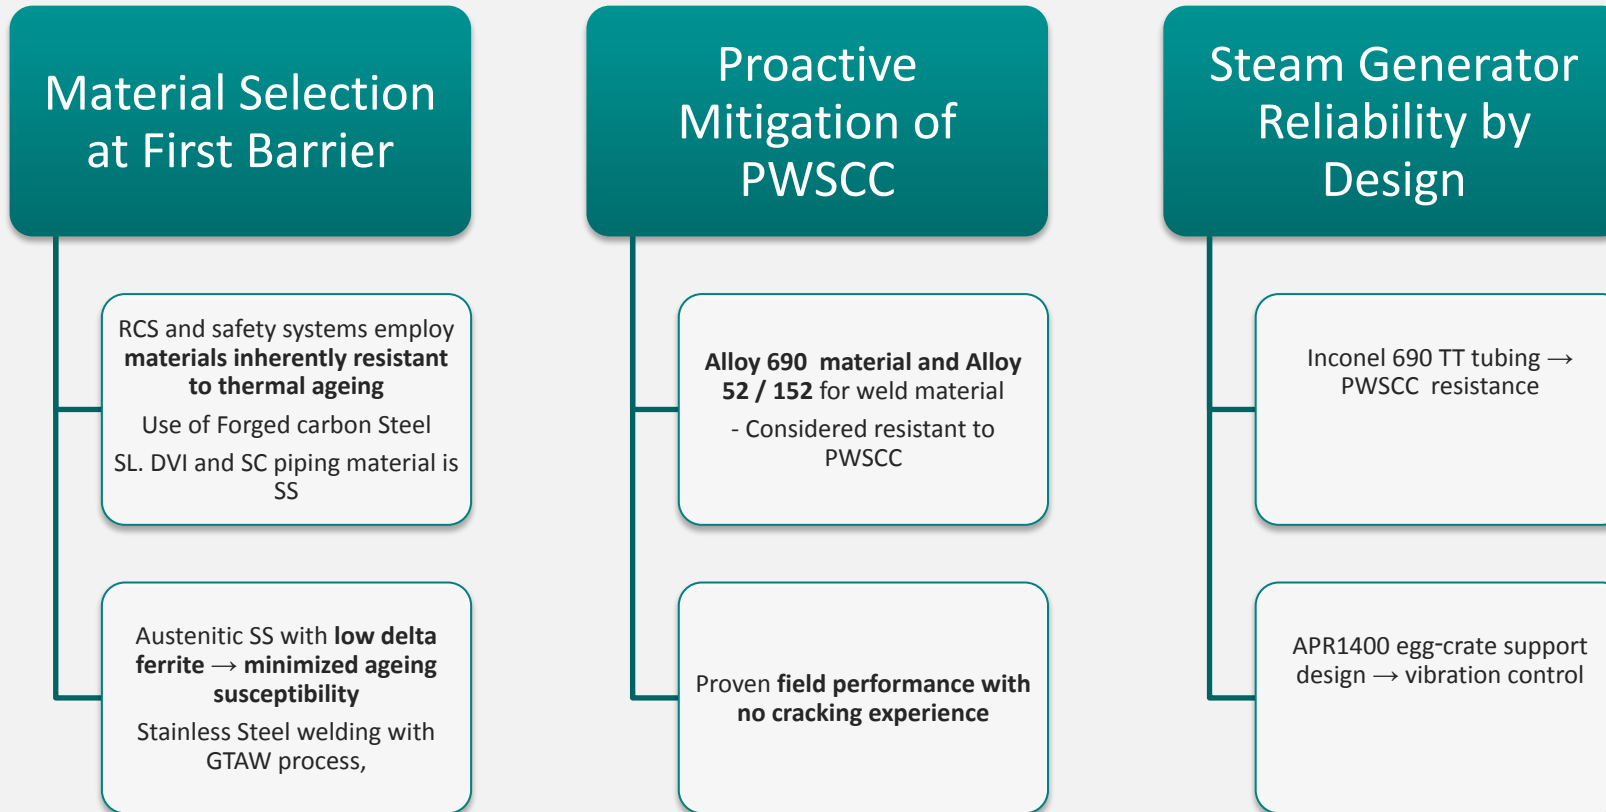 Material Selection
at First Barrier
RCS and safety systems employ
materials inherently resistant
to thermal ageing
Use of Forged carbon Steel
SL. DVI and SC piping material is
SS
Austenitic SS with low delta
ferrite → minimized ageing
susceptibility
Stainless Steel welding with
GTAW process,
Proactive
Mitigation of
PWSCC
Alloy 690  material and Alloy
52 / 152 for weld material
- Considered resistant to
PWSCC
Proven field performance with
no cracking experience
Steam Generator
Reliability by
Design
Inconel 690 TT tubing →
PWSCC  resistance
APR1400 egg-crate support
design → vibration control